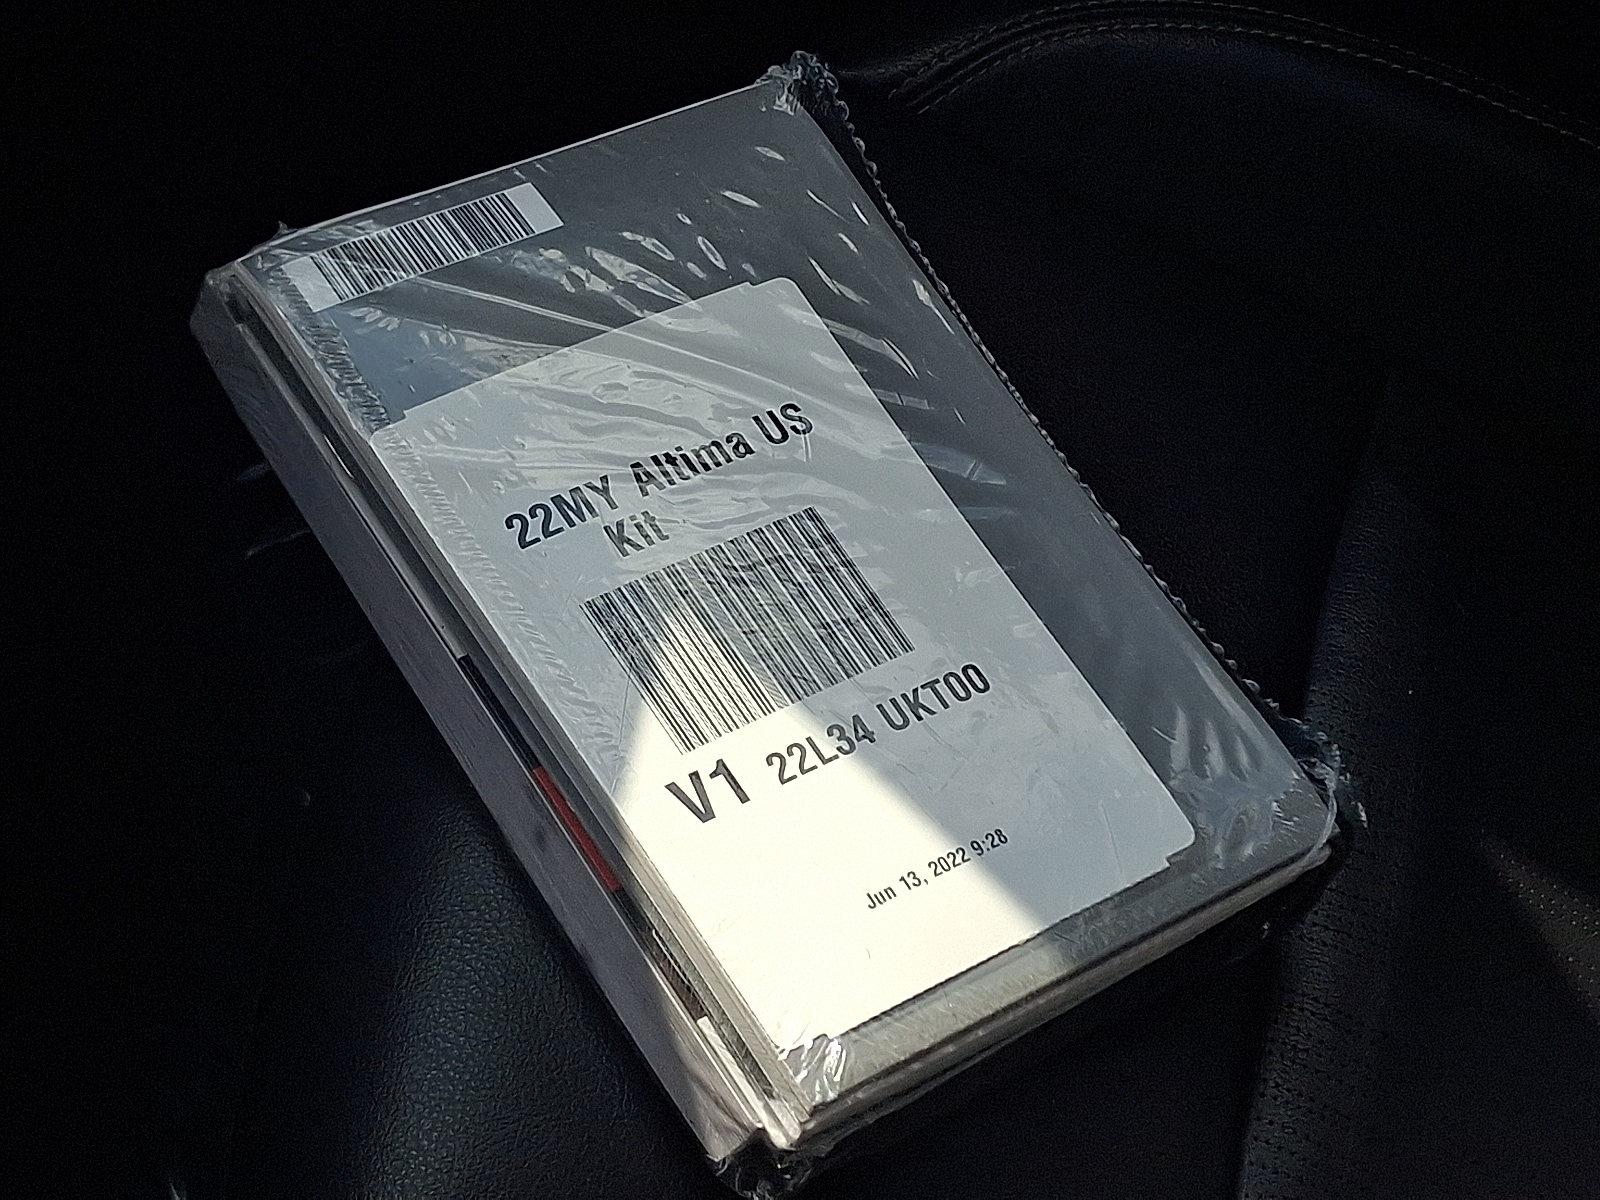 22MY Altima US
Kit
V1 22L34 UKT00
Jun 13, 2022 9:28